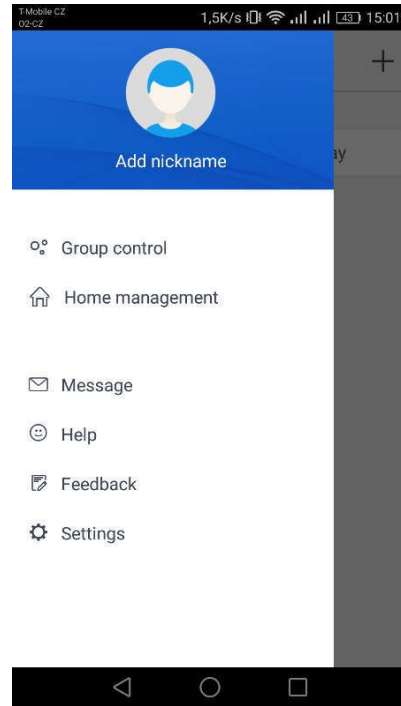 T-Mobile CZ
O2-CZ
1,5K/s 43 15:01
Add nickname
ay
Group control
Home management
Message
Help
Feedback
Settings